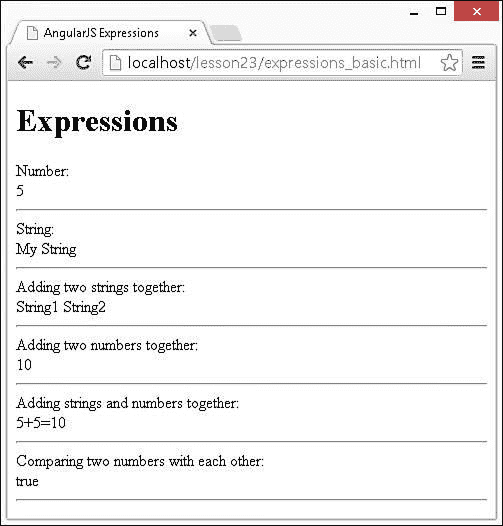 AngularJS Expressions
localhost/lesson23/expressions_basic.html
Expressions
Number:
5
String:
My String
Adding two strings together:
String1 String2
Adding two numbers together:
10
Adding strings and numbers together:
5+5=10
Comparing two numbers with each other:
true